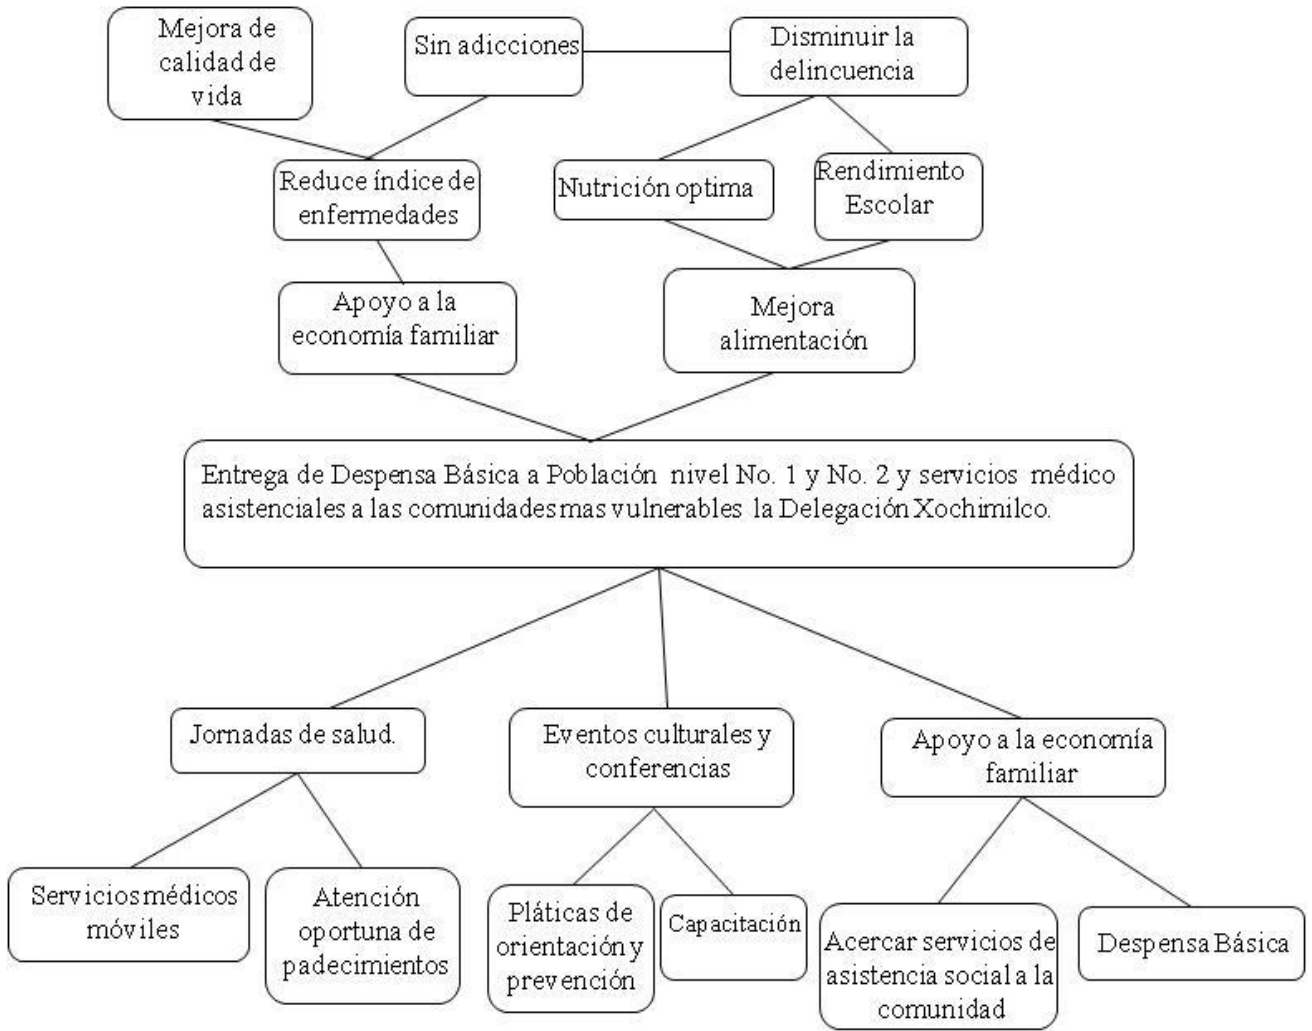 Mejora de
calidad de
vida
Sin adicciones
Disminuir la
delincuencia
Reduce índice de
enfermedades
Nutrición optima
Rendimiento
Escolar
Apoyo a la
economía familiar
Mejora
alimentación
Entrega de Despensa Básica a Población nivel No. 1 y No. 2 y servicios médico
asistenciales a las comunidades mas vulnerables la Delegación Xochimilco.
Jornadas de salud.
Eventos culturales y
conferencias
Apoyo a la economía
familiar
Servicios médicos
móviles
Atención
oportuna de
padecimientos
Pláticas de
orientación y
prevención
Capacitación
Acercar servicios de
asistencia social a la
comunidad
Despensa Básica